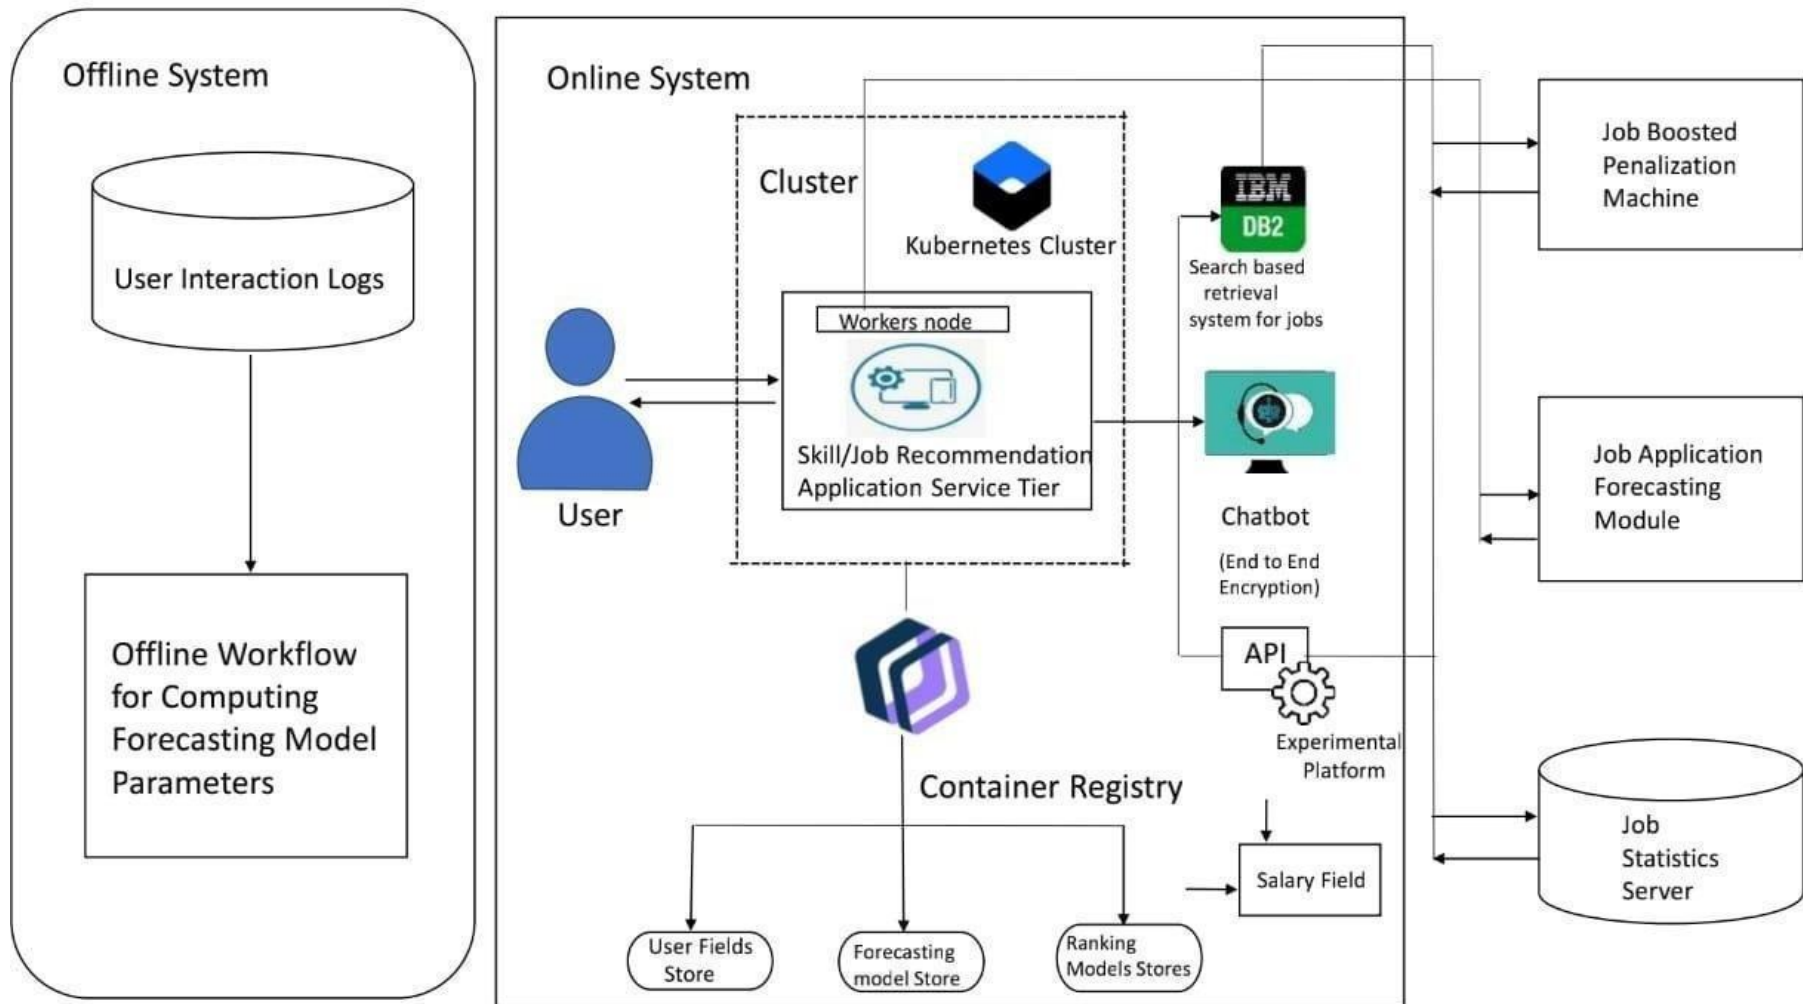 Offline System
User Interaction Logs
Offline Workflow
for Computing
Forecasting Model
Parameters
Online System
Cluster
Kubernetes Cluster
Workers node
Skill/Job Recommendation
Application Service Tier
User
IBM
DB2
Search based
retrieval
system for jobs
Chatbot
(End to End
Encryption)
API
Experimental
Platform
Container Registry
Salary Field
User Fields
Store
Forecasting
model Store
Ranking
Models Stores
Job Boosted
Penalization
Machine
Job Application
Forecasting
Module
Job
Statistics
Server